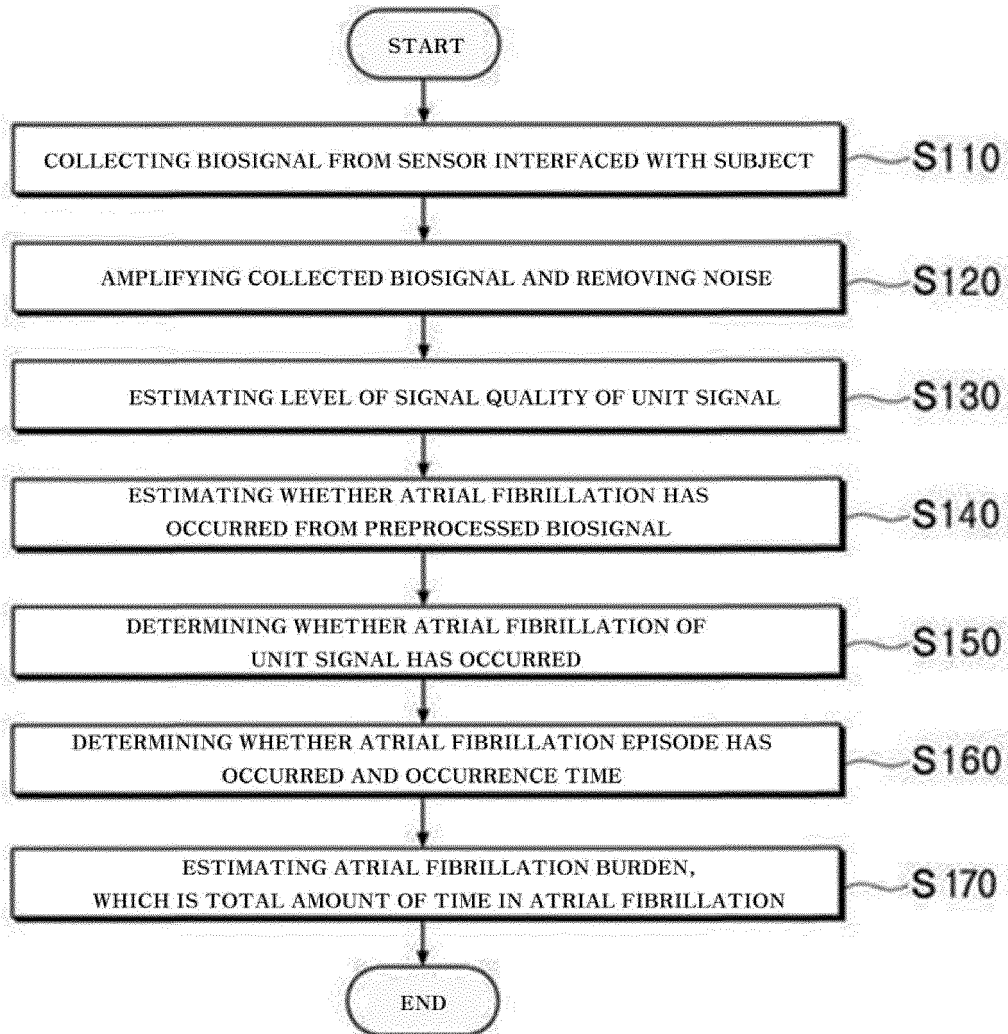 START
COLLECTING BIOSIGNAL FROM SENSOR INTERFACED WITH SUBJECT
S110
AMPLIFYING COLLECTED BIOSIGNAL AND REMOVING NOISE
S120
ESTIMATING LEVEL OF SIGNAL QUALITY OF UNIT SIGNAL
S130
ESTIMATING WHETHER ATRIAL FIBRILLATION HAS
OCCURRED FROM PREPROCESSED BIOSIGNAL
S140
DETERMINING WHETHER ATRIAL FIBRILLATION OF
UNIT SIGNAL HAS OCCURRED
S150
DETERMINING WHETHER ATRIAL FIBRILLATION EPISODE HAS
OCCURRED AND OCCURRENCE TIME
S160
ESTIMATING ATRIAL FIBRILLATION BURDEN,
WHICH IS TOTAL AMOUNT OF TIME IN ATRIAL FIBRILLATION
S170
END